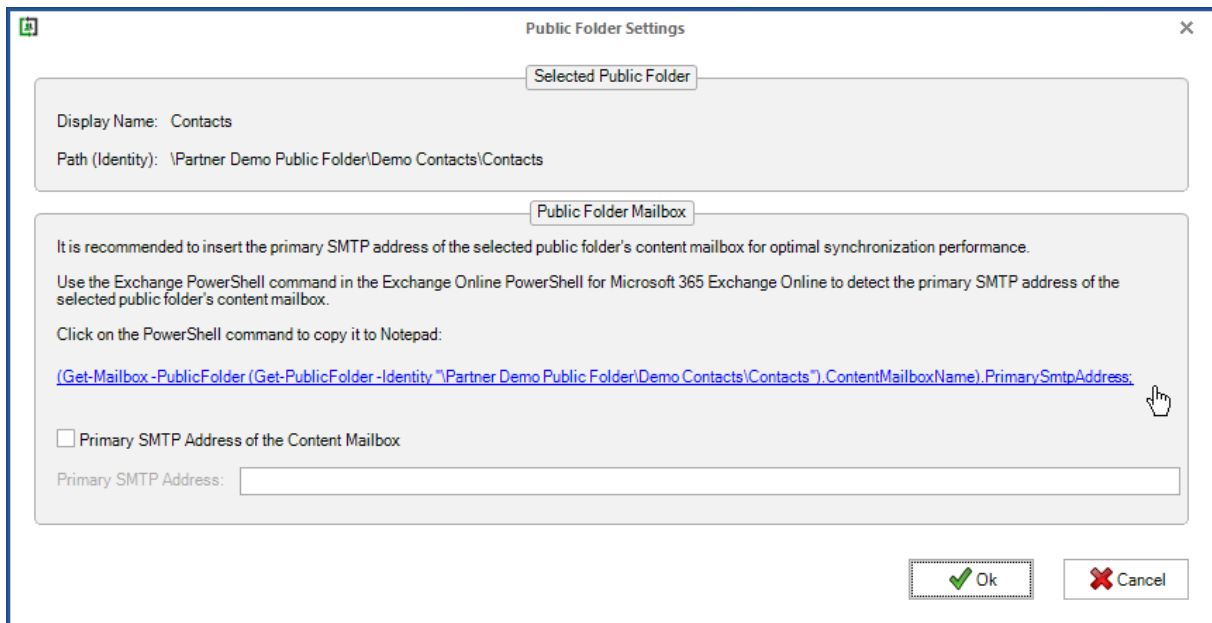 Public Folder Settings
Selected Public Folder
Display Name: Contacts
Path (Identity): \Partner Demo Public Folder\Demo Contacts\Contacts
Public Folder Mailbox
It is recommended to insert the primary SMTP address of the selected public folder's content mailbox for optimal synchronization performance.
Use the Exchange PowerShell command in the Exchange Online PowerShell for Microsoft 365 Exchange Online to detect the primary SMTP address of the
selected public folder's content mailbox.
Click on the PowerShell command to copy it to Notepad:
(Get-Mailbox -PublicFolder (Get-PublicFolder -Identity "\Partner Demo Public Folder\Demo Contacts\Contacts").ContentMailboxName).PrimarySmtpAddress;
Primary SMTP Address of the Content Mailbox
Primary SMTP Address:
Ok
Cancel